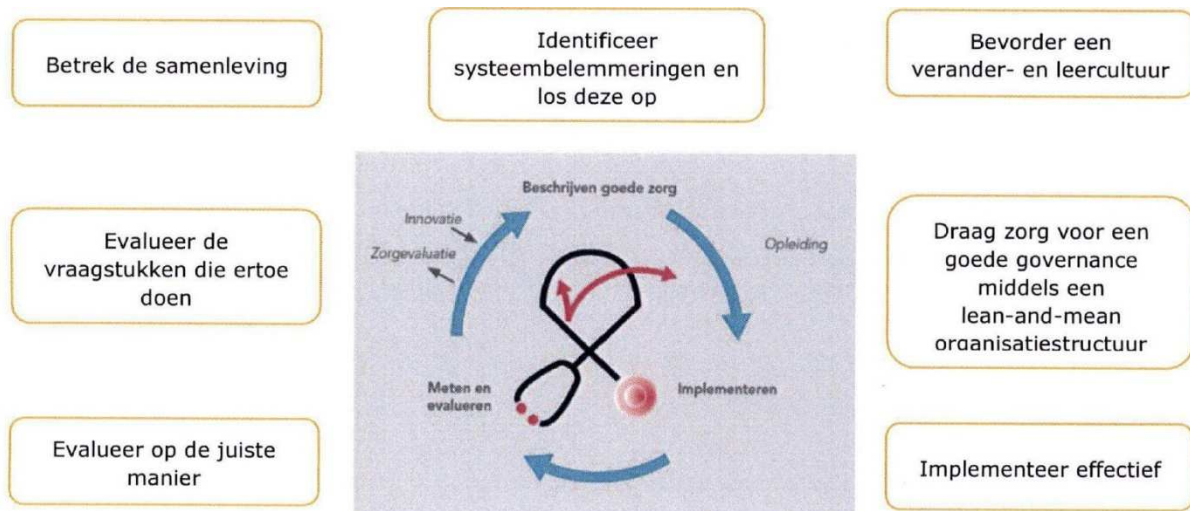 Betrek de samenleving
Identificeer
systeembelemmeringen en
los deze op
Bevorder een
verander- en leercultuur
Evalueer de
vraagstukken die ertoe
doen
Beschrijven goede zorg
Innovatie
Zorgevaluatie
Opleiding
Meten en
evalueren
Implementeren
Draag zorg voor een
goede governance
middels een
lean-and-mean
organisatiestructuur
Evalueer op de juiste
manier
Implementeer effectief